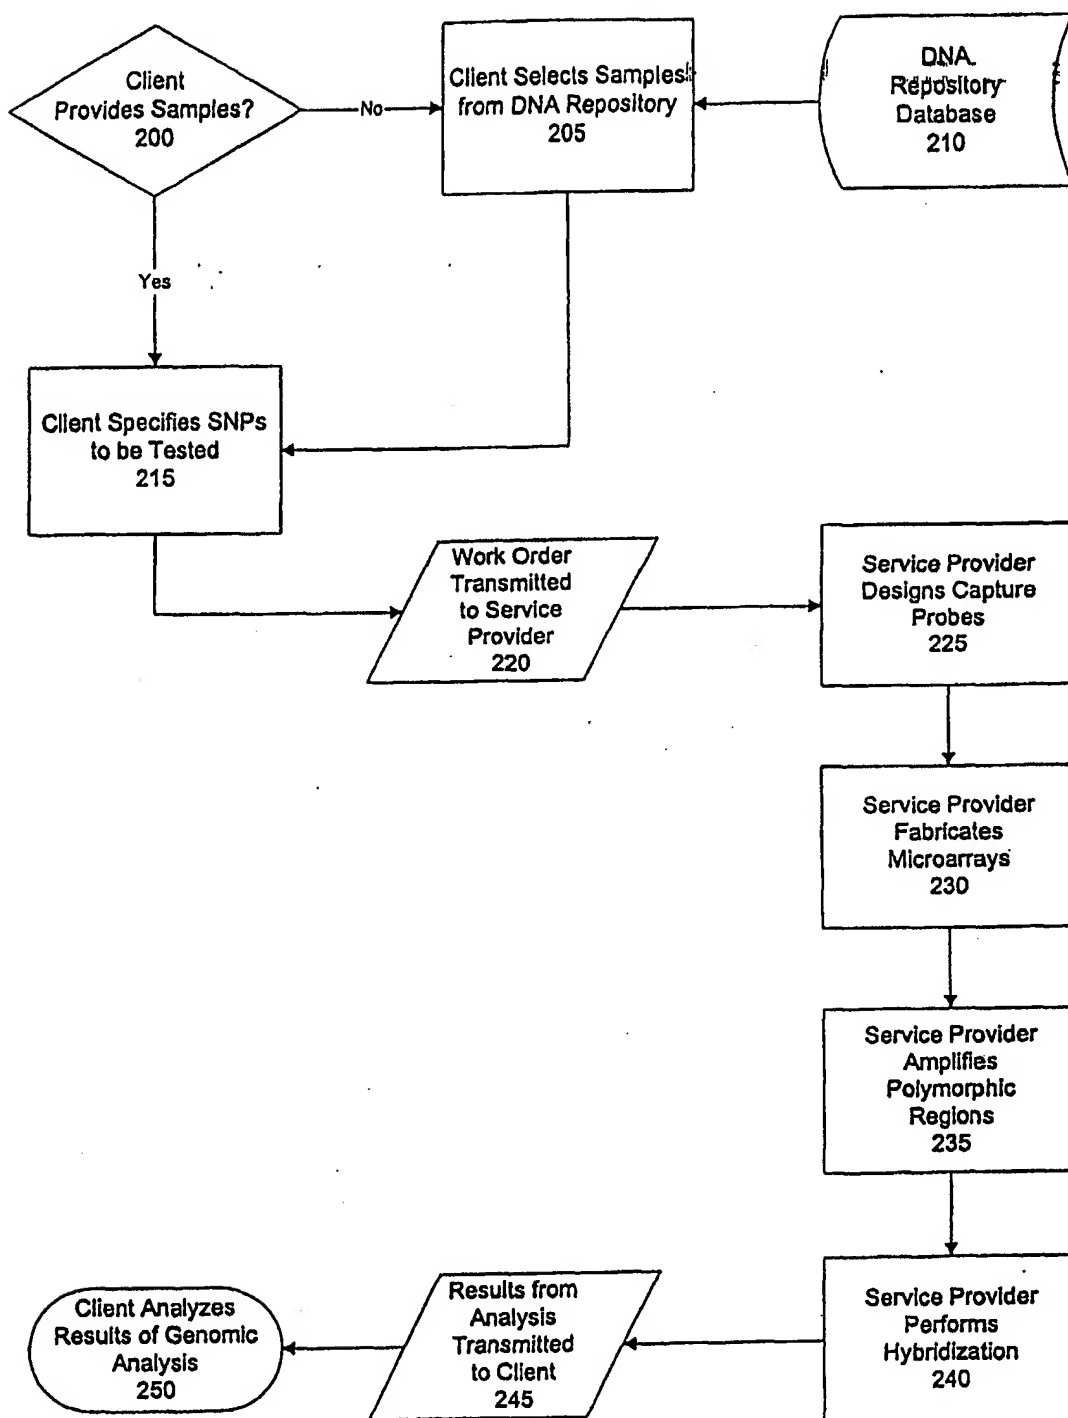 Client
Provides Samples?
200
No
Client Selects Samples
from DNA Repository
205
DNA
Repository
Database
210
Yes
Client Specifies SNPs
to be Tested
215
Work Order
Transmitted
to Service
Provider
220
Service Provider
Designs Capture
Probes
225
Service Provider
Fabricates
Microarrays
230
Service Provider
Amplifies
Polymorphic
Regions
235
Service Provider
Performs
Hybridization
240
Results from
Analysis
Transmitted
to Client
245
Client Analyzes
Results of Genomic
Analysis
250